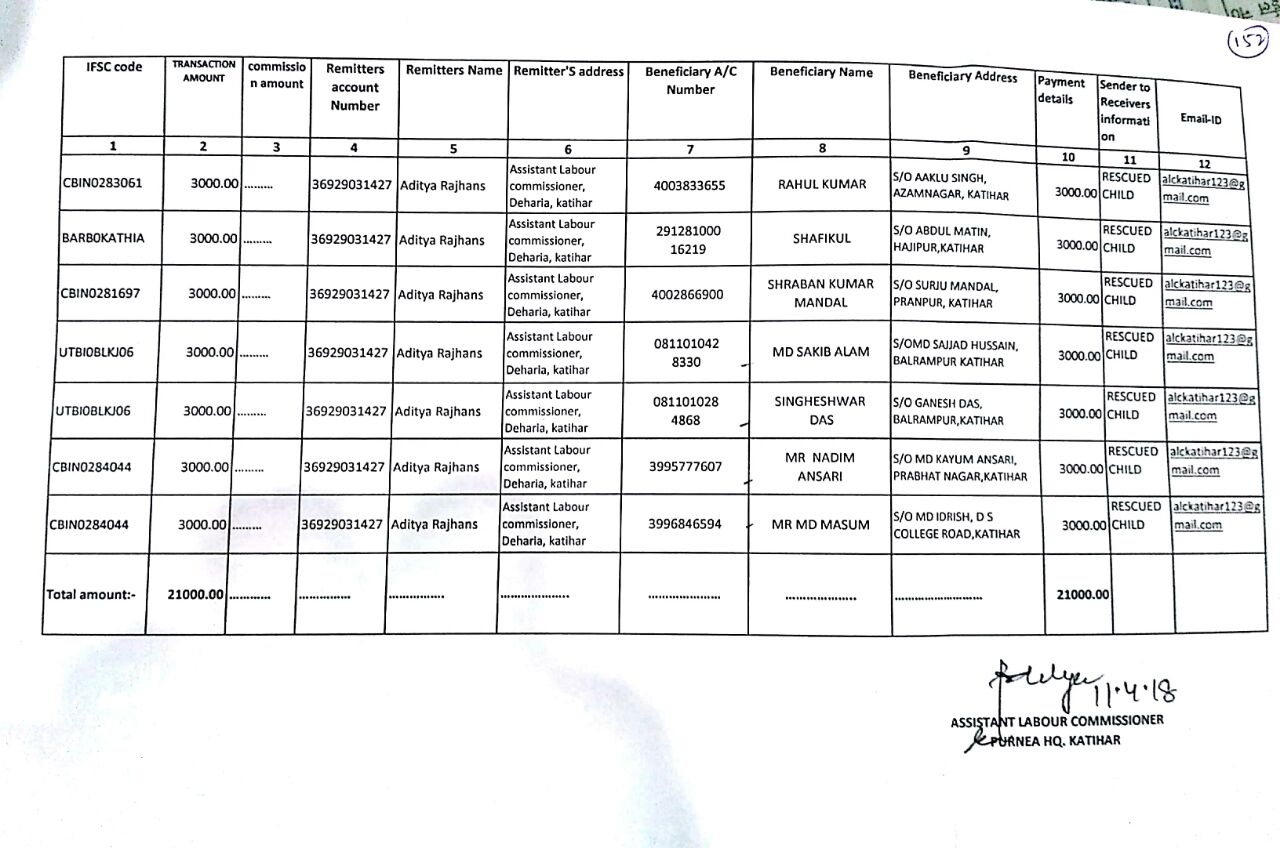 152
IFSC code | TRANSACTION AMOUNT | commissio n amount | Remitters account Number | Remitters Name | Remitter'S address | Beneficiary A/C Number | Beneficiary Name | Beneficiary Address | Payment details | Sender to Receivers informati on | Email-ID
1 | 2 | 3 | 4 | 5 | 6 | 7 | 8 | 9 | 10 | 11 | 12
CBIN0283061 | 3000.00 | ......... | 36929031427 | Aditya Rajhans | Assistant Labour commissioner, Deharia, katihar | 4003833655 | RAHUL KUMAR | S/O AAKLU SINGH, AZAMNAGAR, KATIHAR | 3000.00 | RESCUED CHILD | alckatihar123@g mail.com
BARB0KATHIA | 3000.00 | ......... | 36929031427 | Aditya Rajhans | Assistant Labour commissioner, Deharia, katihar | 291281000 16219 | SHAFIKUL | S/O ABDUL MATIN, HAJIPUR,KATIHAR | 3000.00 | RESCUED CHILD | alckatihar123@g mail.com
CBIN0281697 | 3000.00 | ......... | 36929031427 | Aditya Rajhans | Assistant Labour commissioner, Deharia, katihar | 4002866900 | SHRABAN KUMAR MANDAL | S/O SURJU MANDAL, PRANPUR, KATIHAR | 3000.00 | RESCUED CHILD | alckatihar123@g mail.com
UTBI0BLKJ06 | 3000.00 | ......... | 36929031427 | Aditya Rajhans | Assistant Labour commissioner, Deharia, katihar | 081101042 8330 | MD SAKIB ALAM | S/OMD SAJJAD HUSSAIN, BALRAMPUR KATIHAR | 3000.00 | RESCUED CHILD | alckatihar123@g mail.com
UTBI0BLKJ06 | 3000.00 | ......... | 36929031427 | Aditya Rajhans | Assistant Labour commissioner, Deharia, katihar | 081101028 4868 | SINGHESHWAR DAS | S/O GANESH DAS, BALRAMPUR,KATIHAR | 3000.00 | RESCUED CHILD | alckatihar123@g mail.com
CBIN0284044 | 3000.00 | ......... | 36929031427 | Aditya Rajhans | Assistant Labour commissioner, Deharia, katihar | 3995777607 | MR NADIM ANSARI | S/O MD KAYUM ANSARI, PRABHAT NAGAR,KATIHAR | 3000.00 | RESCUED CHILD | alckatihar123@g mail.com
CBIN0284044 | 3000.00 | ......... | 36929031427 | Aditya Rajhans | Assistant Labour commissioner, Deharia, katihar | 3996846594 | MR MD MASUM | S/O MD IDRISH, D S COLLEGE ROAD,KATIHAR | 3000.00 | RESCUED CHILD | alckatihar123@g mail.com
Total amount:- | 21000.00 | ............ | ............... | ................ | .................... | ..................... | ..................... | .......................... | 21000.00
11.4.18
ASSISTANT LABOUR COMMISSIONER
PURNEA HQ. KATIHAR